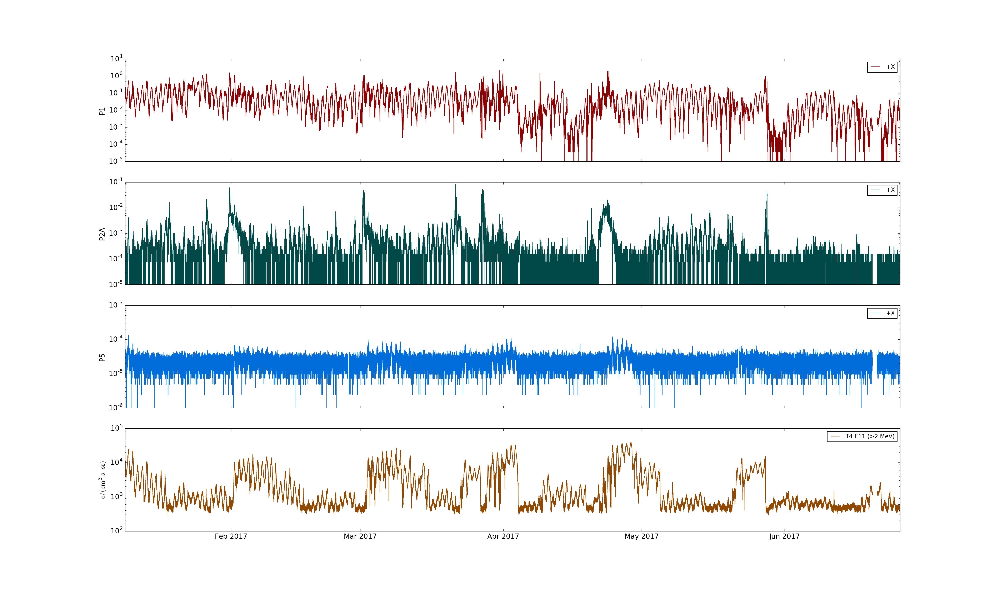 10^1
10^0
10^-1
10^-2
10^-3
10^-4
10^-5
P1
+X
10^-1
10^-2
10^-3
10^-4
10^-5
P2A
+X
10^-3
10^-4
10^-5
10^-6
P5
+X
10^5
10^4
10^3
10^2
e/(cm^2 s sr)
T4 E11 (>2 MeV)
Feb 2017 Mar 2017 Apr 2017 May 2017 Jun 2017